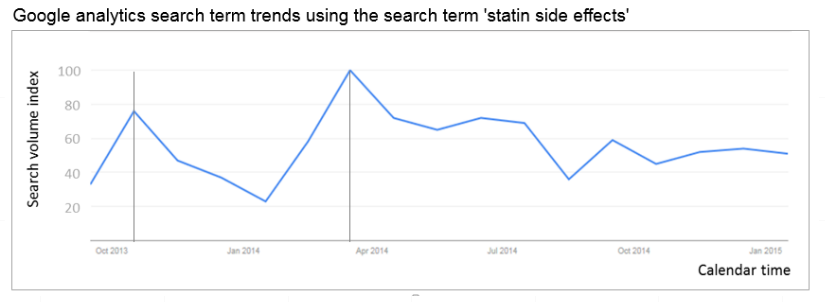 Google analytics search term trends using the search term 'statin side effects'
Search volume index
100
80
60
40
20
Oct 2013
Jan 2014
Apr 2014
Jul 2014
Oct 2014
Jan 2015
Calendar time